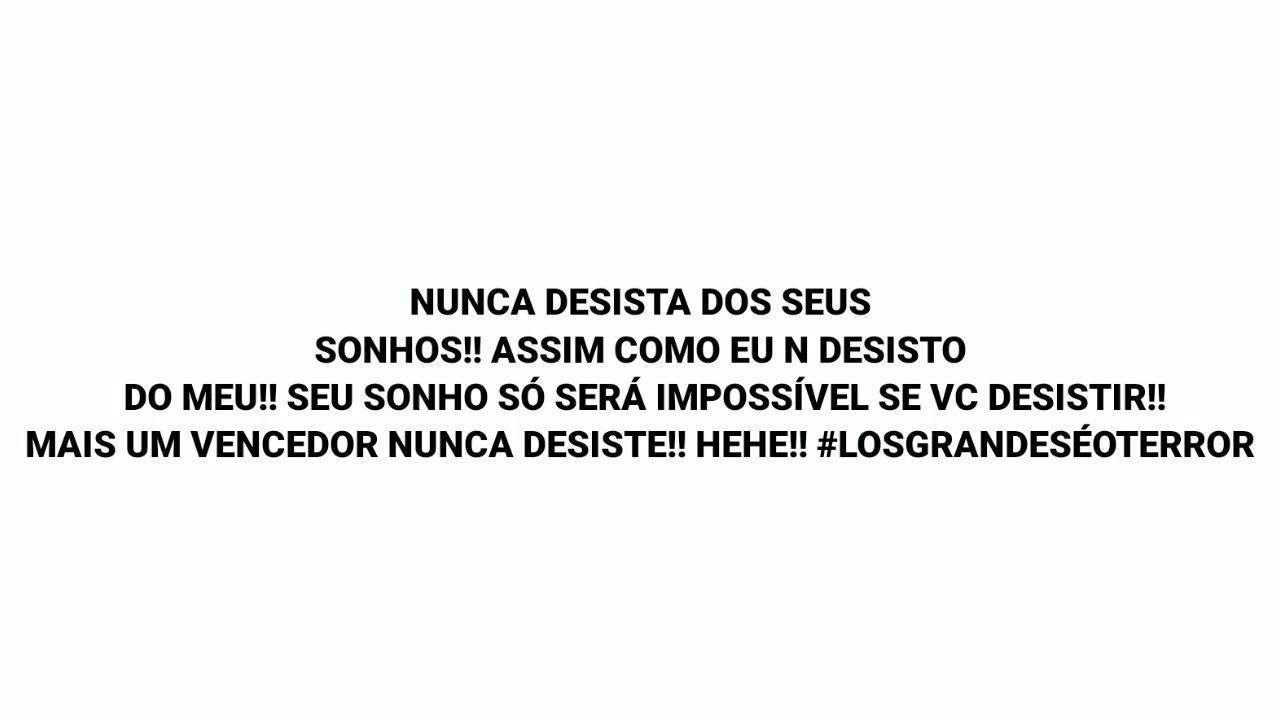 NUNCA DESISTA DOS SEUS
SONHOS!! ASSIM COMO EU N DESISTO
DO MEU!! SEU SONHO SÓ SERÁ IMPOSSÍVEL SE VC DESISTIR!!
MAIS UM VENCEDOR NUNCA DESISTE!! HEHE!! #LOSGRANDESÉOTERROR